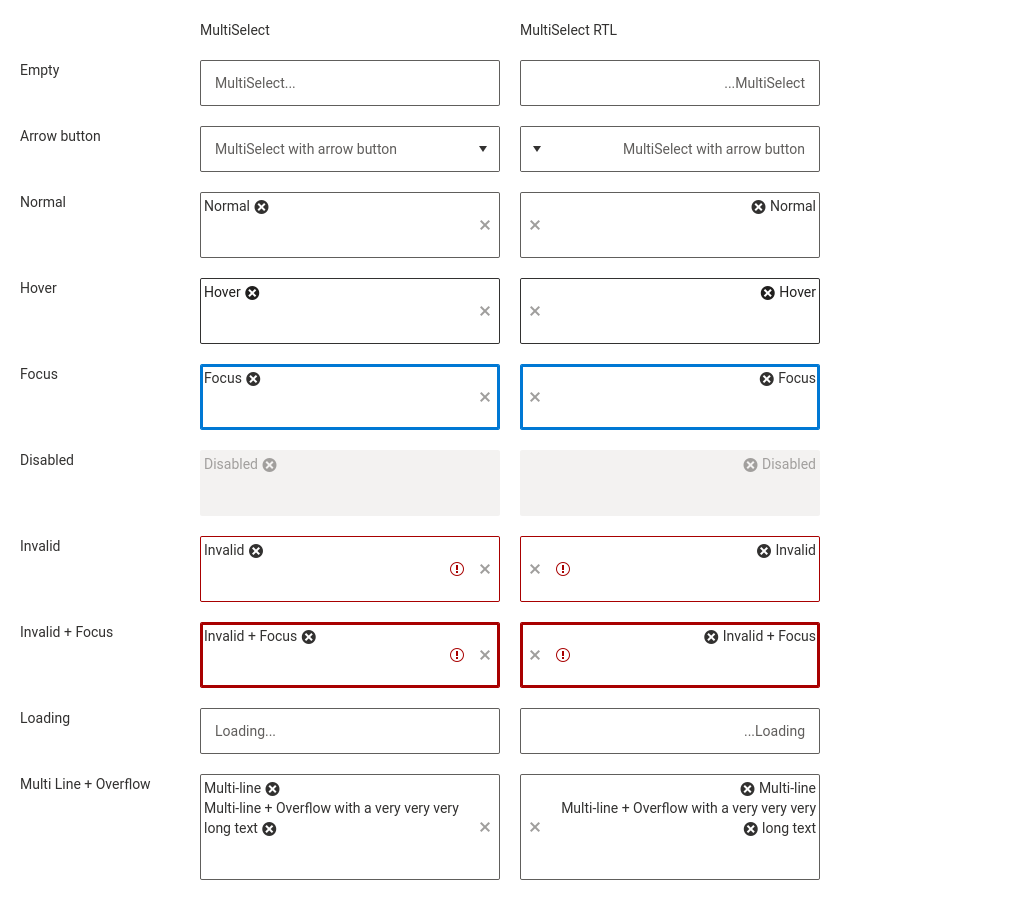 MultiSelect MultiSelect RTL
Empty MultiSelect... ...MultiSelect
Arrow button MultiSelect with arrow button MultiSelect with arrow button
Normal Normal Normal
Hover Hover Hover
Focus Focus Focus
Disabled Disabled Disabled
Invalid Invalid Invalid
Invalid + Focus Invalid + Focus Invalid + Focus
Loading Loading... ...Loading
Multi Line + Overflow Multi-line Multi-line
Multi-line + Overflow with a very very very Multi-line + Overflow with a very very very
long text long text